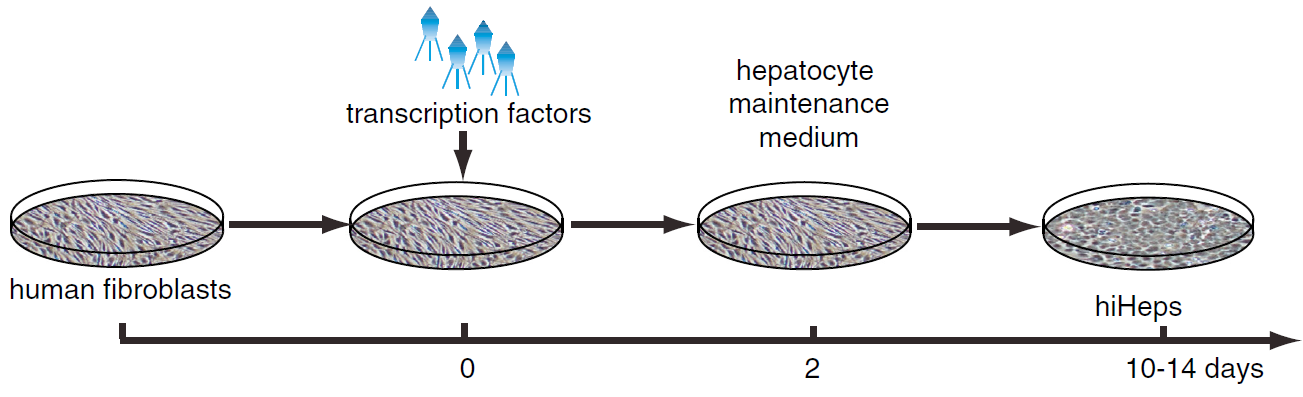 transcription factors
hepatocyte
maintenance
medium
human fibroblasts
hiHeps
0
2
10-14 days